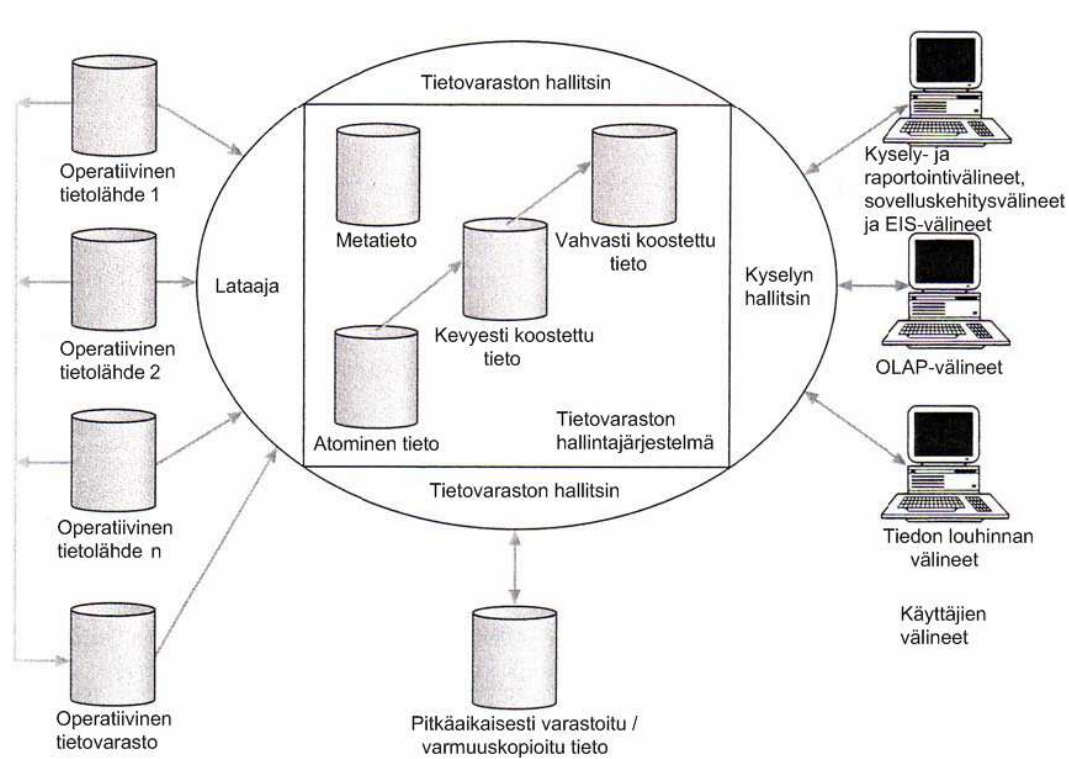 Tietovaraston hallitsin
Operatiivinen
tietolähde 1
Metatieto
Vahvasti koostettu
tieto
Kysely- ja
raportointivälineet,
sovelluskehitysvälineet
ja EIS-välineet
Lataaja
Kyselyn
hallitsin
Kevyesti koostettu
tieto
Operatiivinen
tietolähde 2
OLAP-välineet
Atominen tieto
Tietovaraston
hallintajärjestelmä
Tietovaraston hallitsin
Operatiivinen
tietolähde n
Tiedon louhinnan
välineet
Käyttäjien
välineet
Operatiivinen
tietovarasto
Pitkäaikaisesti varastoitu /
varmuuskopioitu tieto